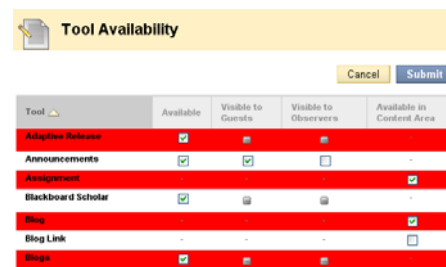 Tool Availability
Cancel Submit
Tool Available Visible to Guests Visible to Observers Available in Content Area
Adaptive Release
Announcements
Assignment
Blackboard Scholar
Blog
Blog Link
Blogs